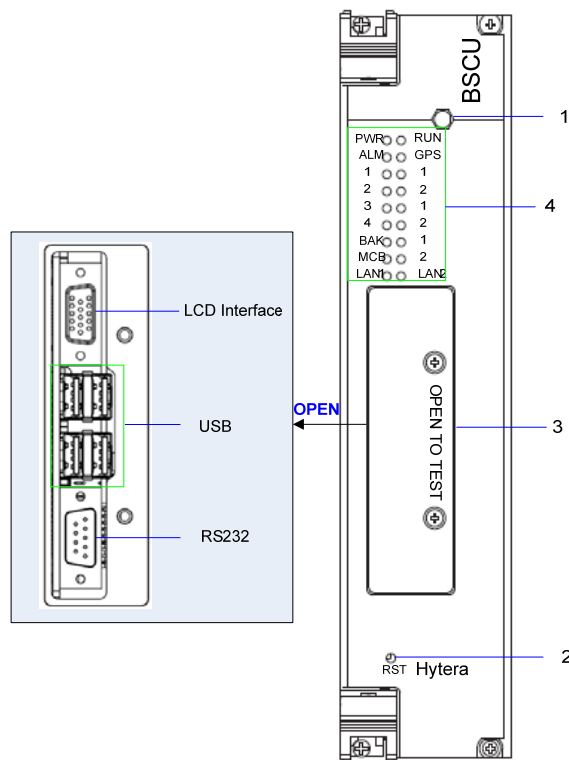 BSCU
1
PWR RUN
ALM GPS
1 1
2 2
3 1
4 2
BAK 1
MCB 2
LAN1 LAN2
4
LCD Interface
USB
RS232
OPEN
OPEN TO TEST
3
2
RST Hytera